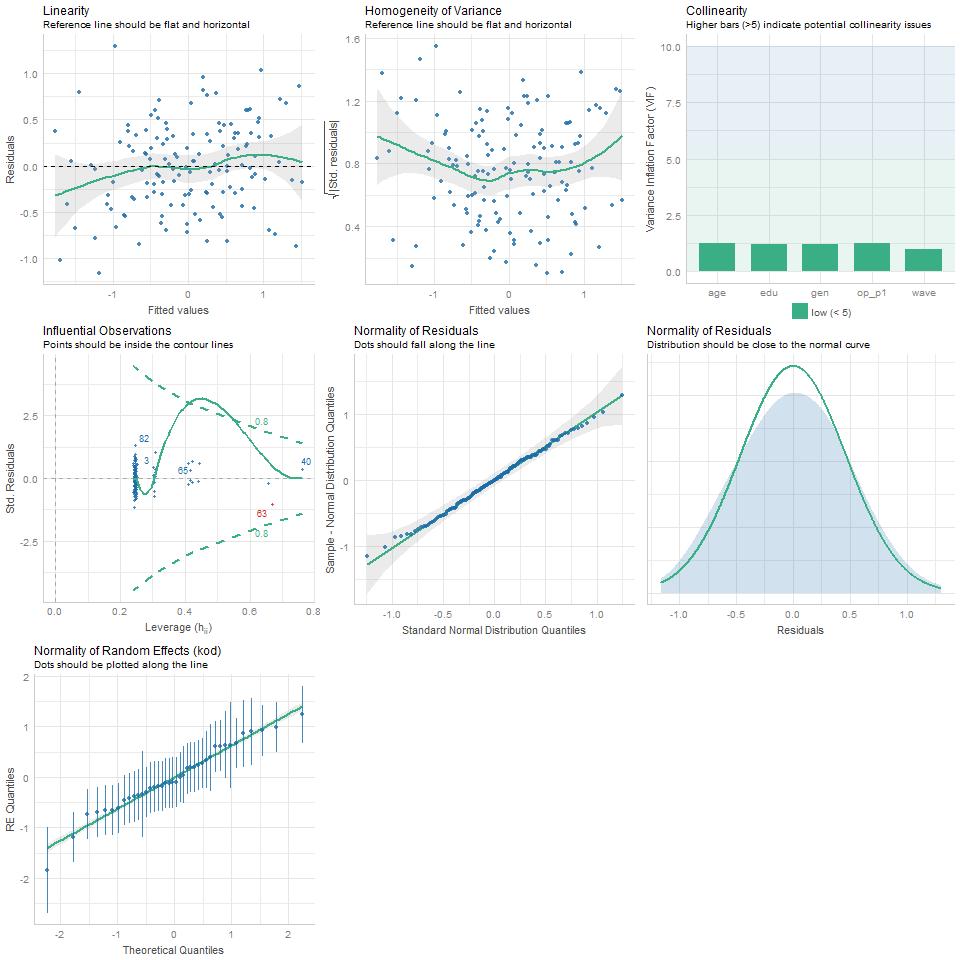 Linearity
Reference line should be flat and horizontal
1.0
0.5
0.0
-0.5
-1.0
Residuals
-1
0
1
Fitted values
Homogeneity of Variance
Reference line should be flat and horizontal
1.6
1.2
0.8
0.4
√|Std. residuals|
-1
0
1
Fitted values
Collinearity
Higher bars (>5) indicate potential collinearity issues
10.0
7.5
5.0
2.5
0.0
Variance Inflation Factor (VIF)
age
edu
gen
op_p1
wave
low (< 5)
Influential Observations
Points should be inside the contour lines
2.5
0.0
-2.5
Std. Residuals
82
3
65
40
63
0.8
0.8
0.0
0.2
0.4
0.6
0.8
Leverage (hii)
Normality of Residuals
Dots should fall along the line
1
0
-1
Sample - Normal Distribution Quantiles
-1.0
-0.5
0.0
0.5
1.0
Standard Normal Distribution Quantiles
Normality of Residuals
Distribution should be close to the normal curve
-1.0
-0.5
0.0
0.5
1.0
Residuals
Normality of Random Effects (kod)
Dots should be plotted along the line
2
1
0
-1
-2
RE Quantiles
-2
-1
0
1
2
Theoretical Quantiles